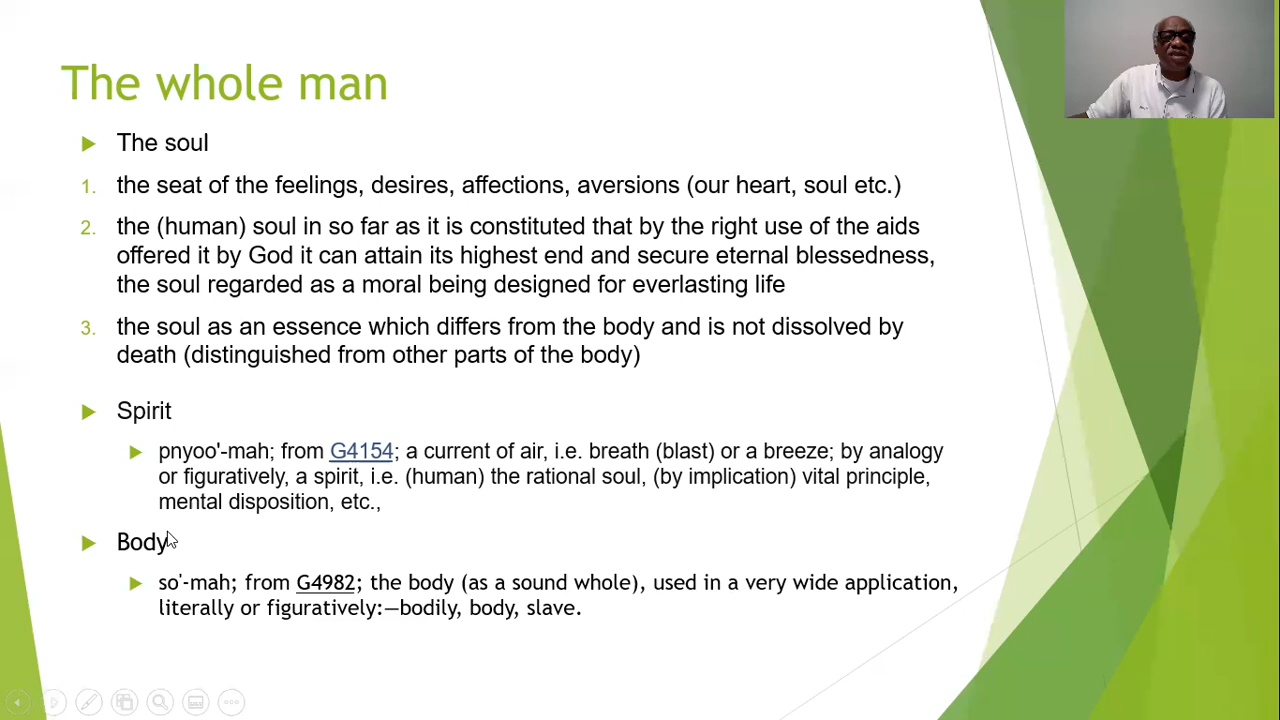 The whole man
The soul
1. the seat of the feelings, desires, affections, aversions (our heart, soul etc.)
2. the (human) soul in so far as it is constituted that by the right use of the aids
offered it by God it can attain its highest end and secure eternal blessedness,
the soul regarded as a moral being designed for everlasting life
3. the soul as an essence which differs from the body and is not dissolved by
death (distinguished from other parts of the body)
Spirit
pnyoo'-mah; from G4154; a current of air, i.e. breath (blast) or a breeze; by analogy
or figuratively, a spirit, i.e. (human) the rational soul, (by implication) vital principle,
mental disposition, etc.,
Body
so'-mah; from G4982; the body (as a sound whole), used in a very wide application,
literally or figuratively:—bodily, body, slave.